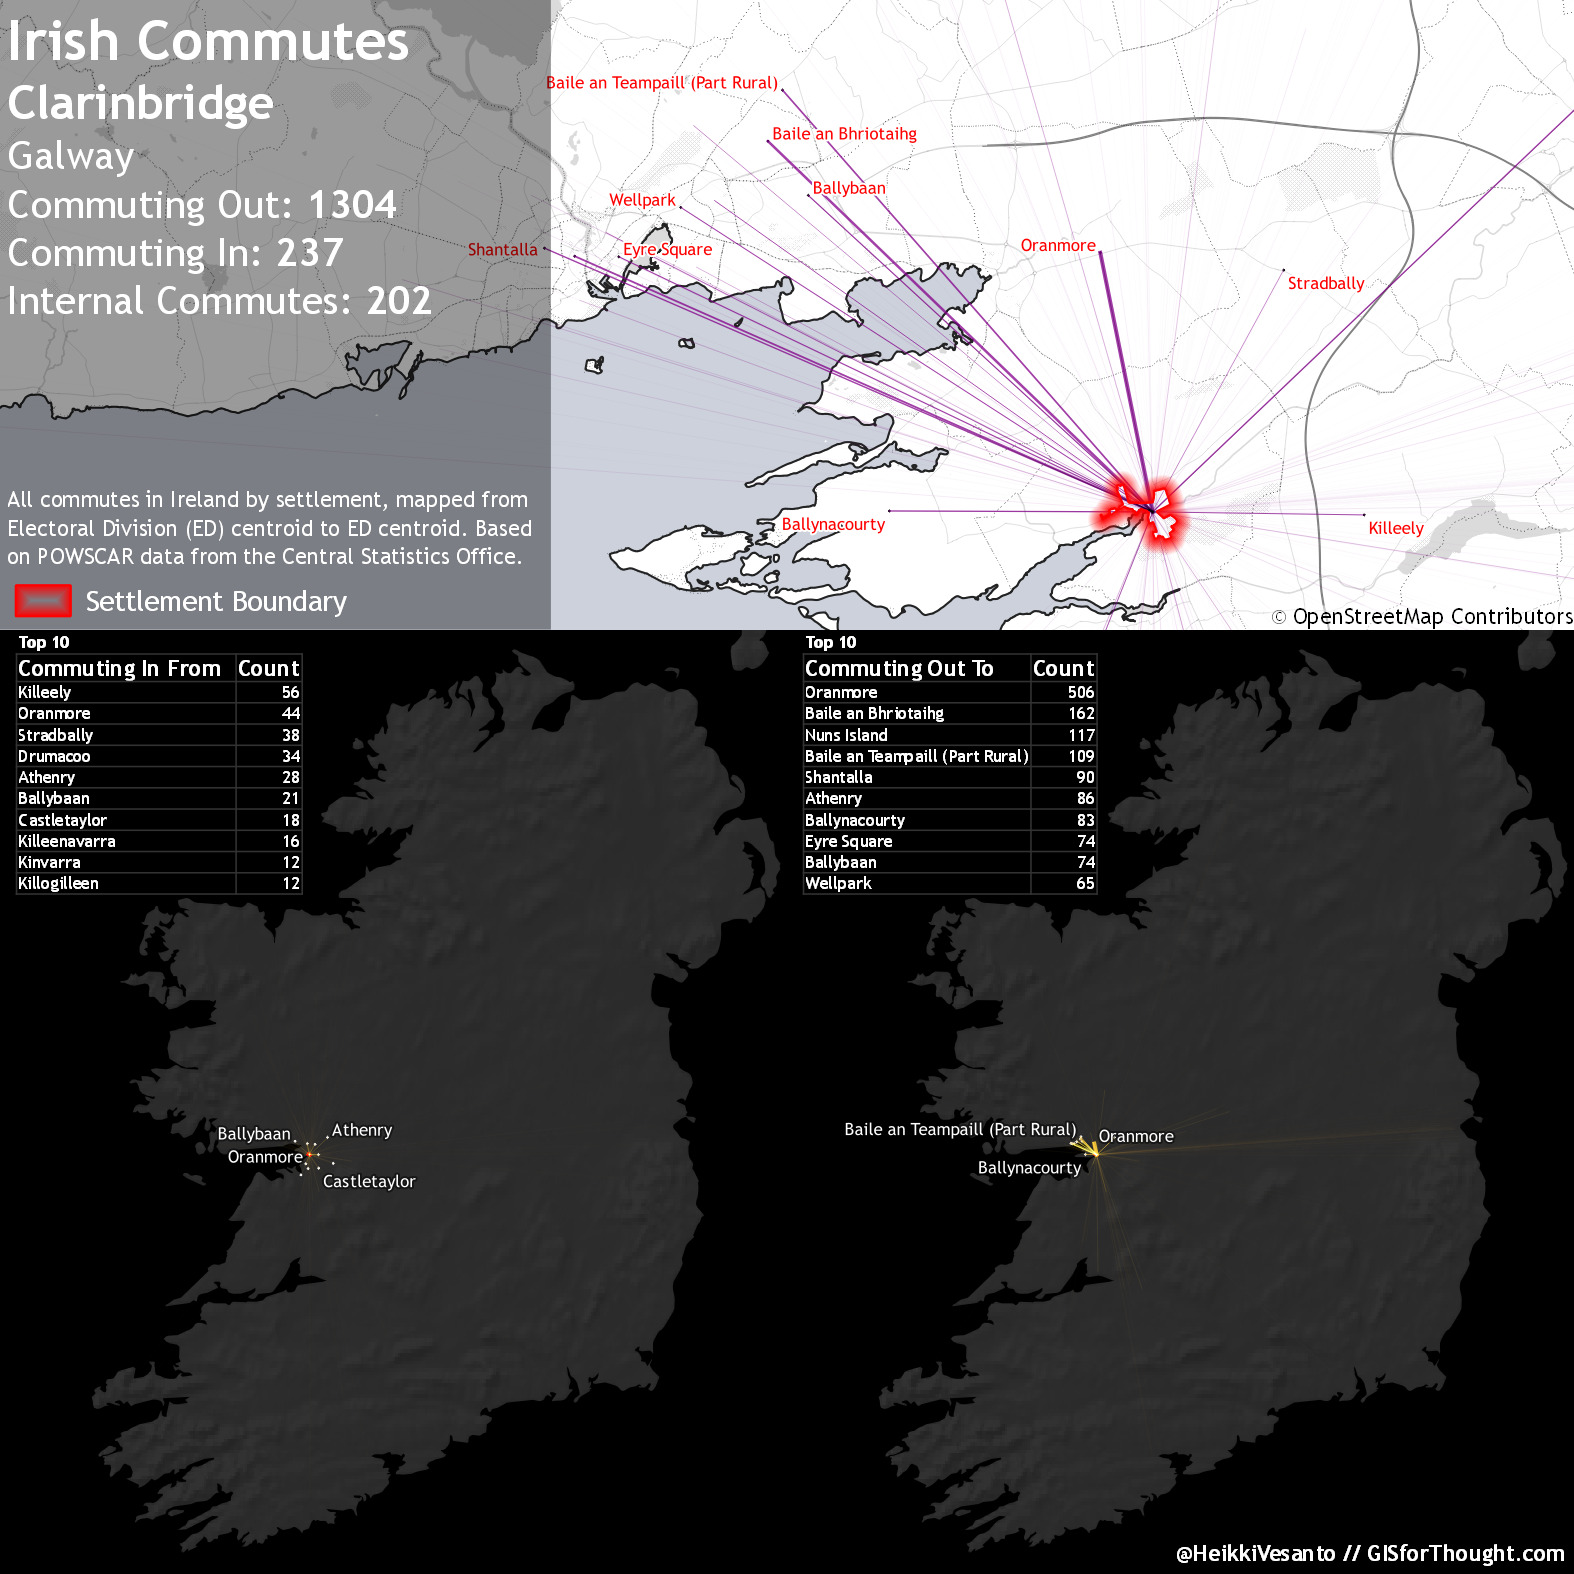 Irish Commutes
Clarinbridge
Galway
Commuting Out: 1304
Commuting In: 237
Internal Commutes: 202
All commutes in Ireland by settlement, mapped from
Electoral Division (ED) centroid to ED centroid. Based
on POWSCAR data from the Central Statistics Office.
Settlement Boundary
Baile an Teampaill (Part Rural)
Baile an Bhriotaihg
Ballybaan
Wellpark
Shantalla
Eyre Square
Oranmore
Stradbally
Ballynacourty
Killeely
© OpenStreetMap Contributors
Top 10
Commuting In From Count
Killeely 56
Oranmore 44
Stradbally 38
Drumacoo 34
Athenry 28
Ballybaan 21
Castletaylor 18
Killeenavarra 16
Kinvarra 12
Killogilleen 12
Top 10
Commuting Out To Count
Oranmore 506
Baile an Bhriotaihg 162
Nuns Island 117
Baile an Teampaill (Part Rural) 109
Shantalla 90
Athenry 86
Ballynacourty 83
Eyre Square 74
Ballybaan 74
Wellpark 65
Ballybaan
Athenry
Oranmore
Castletaylor
Baile an Teampaill (Part Rural)
Oranmore
Ballynacourty
@HeikkiVesanto // GISforThought.com